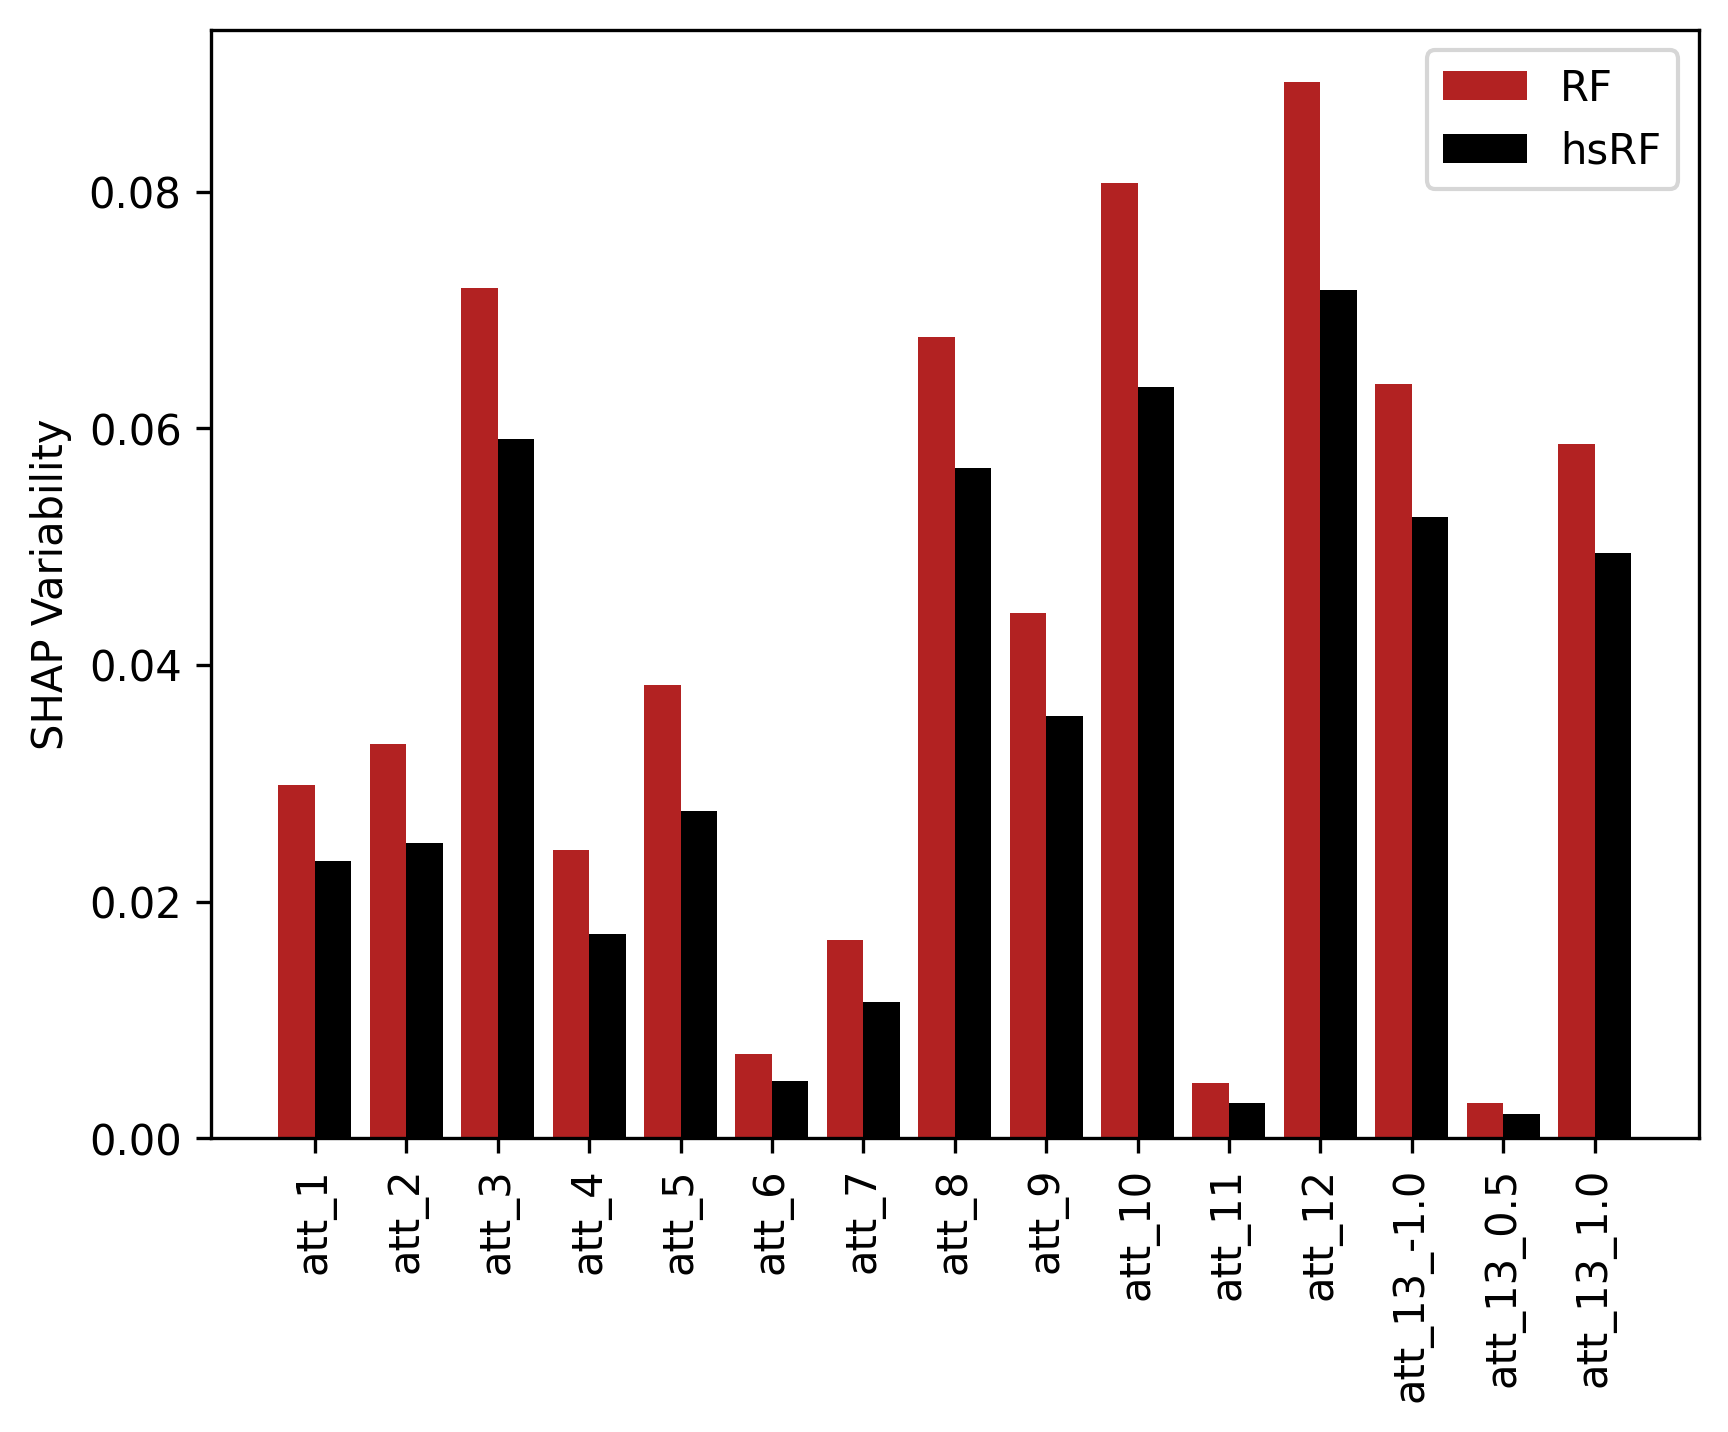 RF
hsRF
SHAP Variability
0.08
0.06
0.04
0.02
0.00
att_1
att_2
att_3
att_4
att_5
att_6
att_7
att_8
att_9
att_10
att_11
att_12
att_13_-1.0
att_13_0.5
att_13_1.0